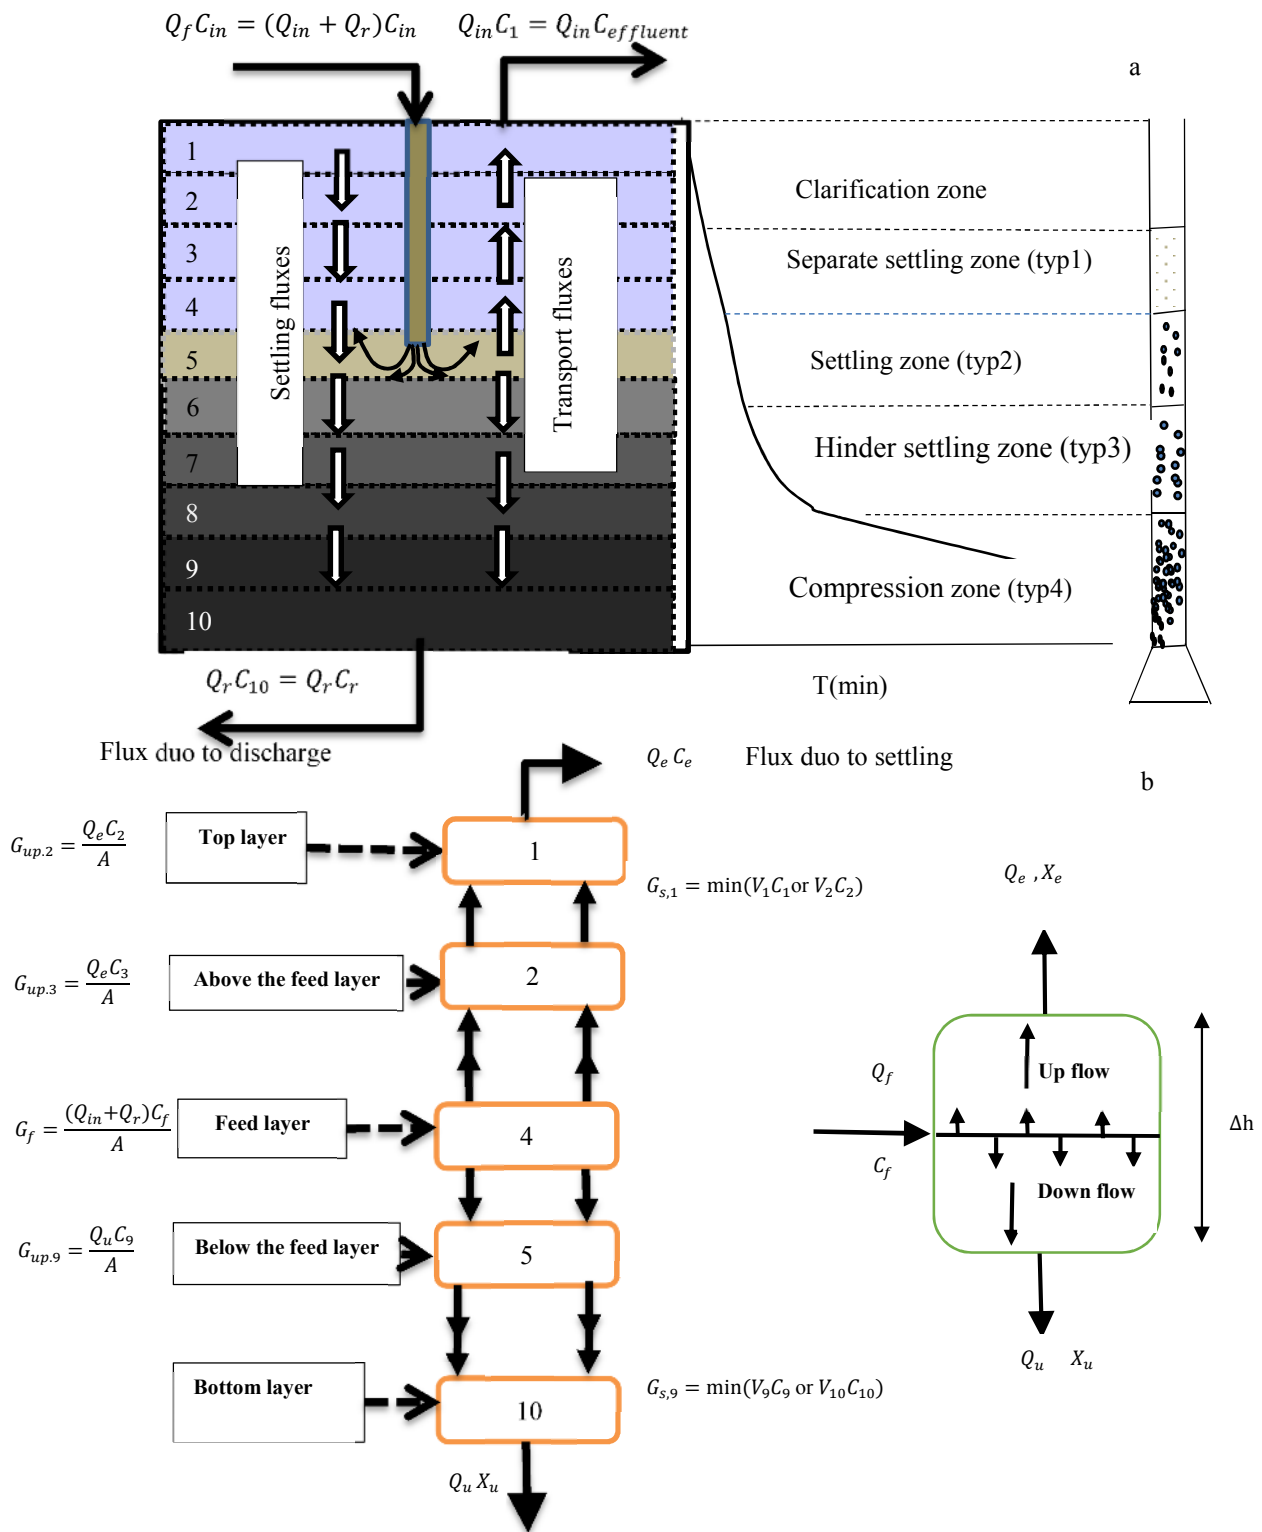 Q_f C_in = (Q_in + Q_r)C_in
Q_in C_1 = Q_in C_effluent
a
1
2
3
4
5
6
7
8
9
10
Settling fluxes
Transport fluxes
Clarification zone
Separate settling zone (typ1)
Settling zone (typ2)
Hinder settling zone (typ3)
Compression zone (typ4)
T(min)
Q_r C_10 = Q_r C_r
Flux duo to discharge
Q_e C_e
Flux duo to settling
b
G_up.2 = Q_e C_2 / A
Top layer
1
G_s,1 = min(V_1 C_1 or V_2 C_2)
G_up.3 = Q_e C_3 / A
Above the feed layer
2
G_f = (Q_in+Q_r)C_f / A
Feed layer
4
G_up.9 = Q_u C_9 / A
Below the feed layer
5
Bottom layer
10
G_s,9 = min(V_9 C_9 or V_10 C_10)
Q_u X_u
Q_e , X_e
Q_f
Up flow
Δh
C_f
Down flow
Q_u X_u